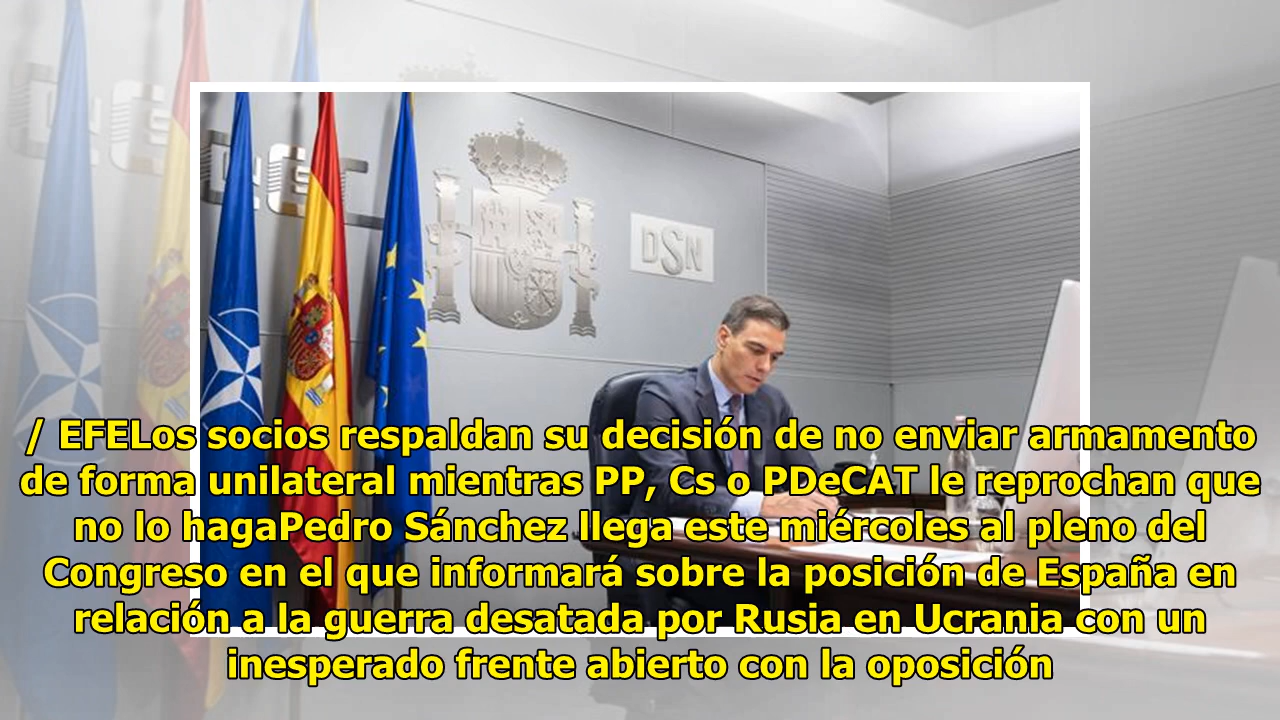 DSN
/ EFELos socios respaldan su decisión de no enviar armamento
de forma unilateral mientras PP, Cs o PDeCAT le reprochan que
no lo hagaPedro Sánchez llega este miércoles al pleno del
Congreso en el que informará sobre la posición de España en
relación a la guerra desatada por Rusia en Ucrania con un
inesperado frente abierto con la oposición